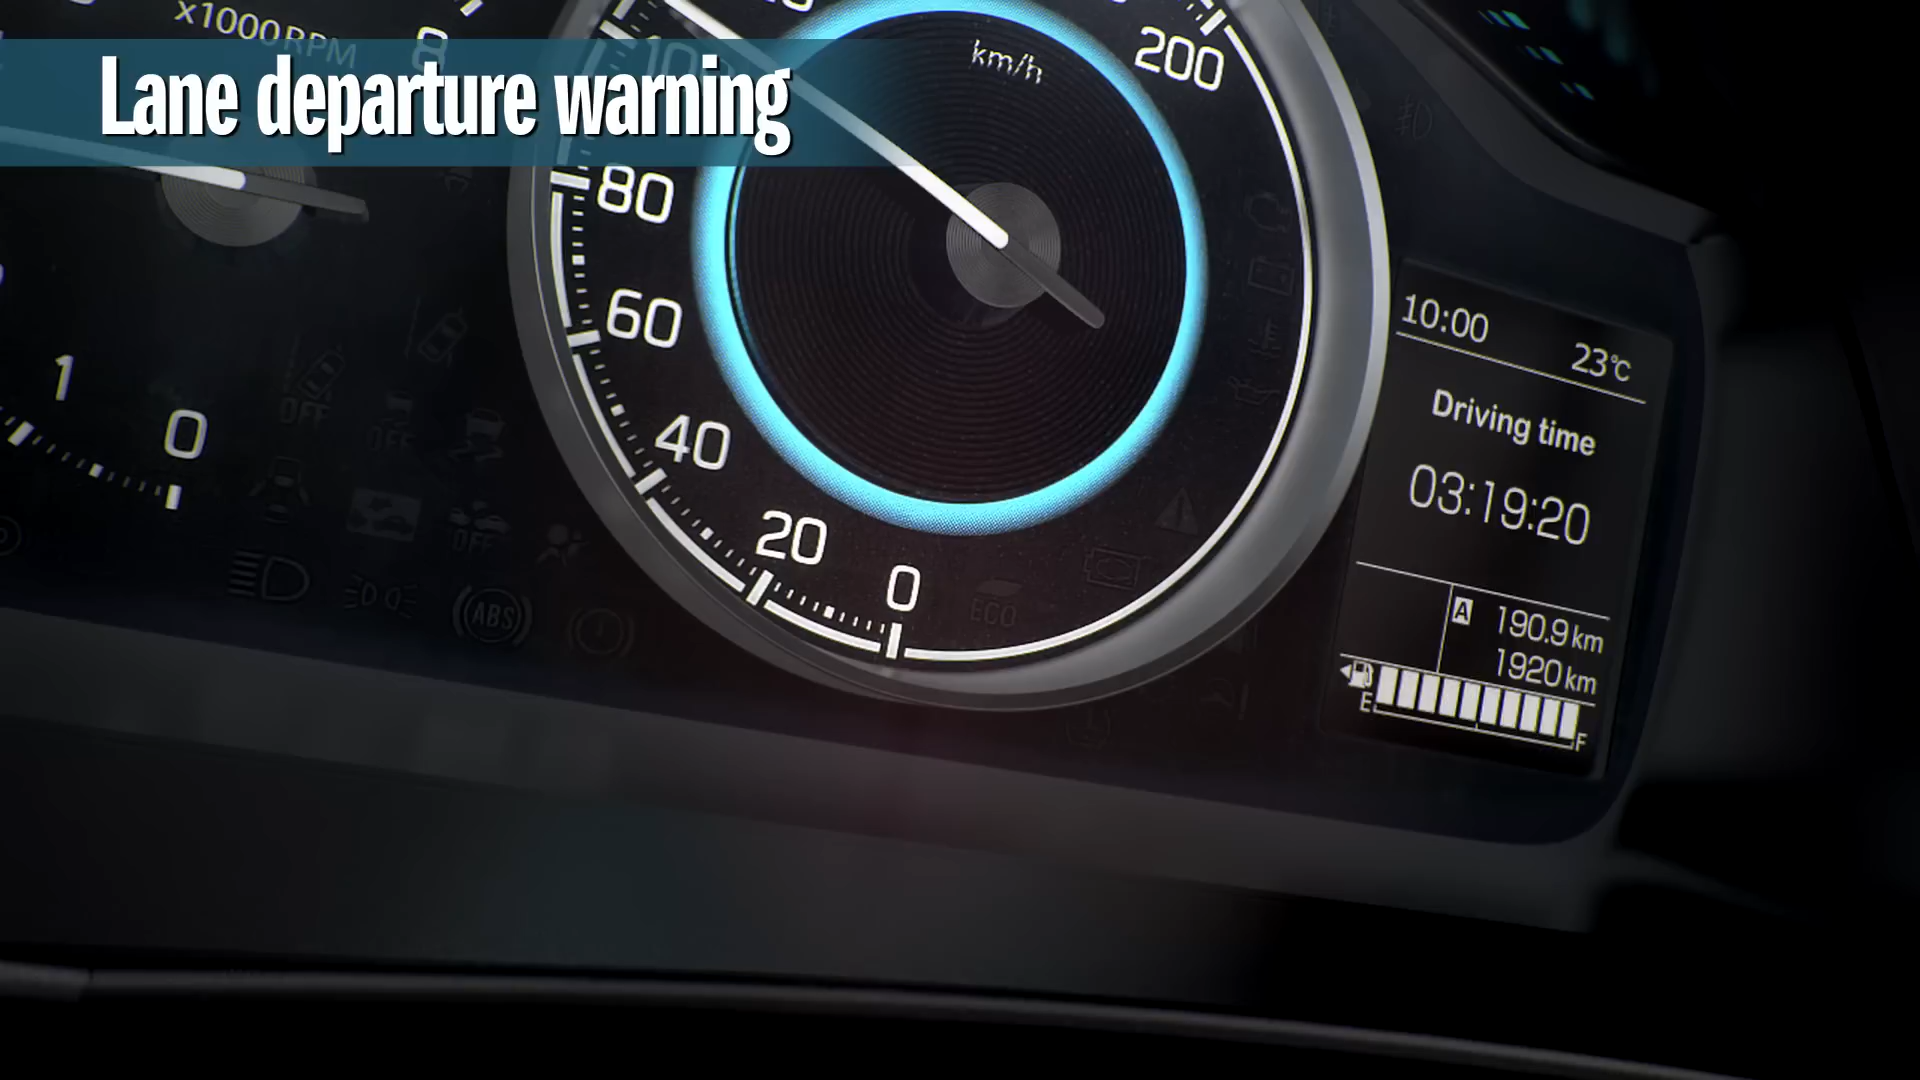 Lane departure warning
x1000RPM
8
1
0
km/h
100
200
80
60
40
20
0
OFF
OFF
OFF
ABS
ECO
10:00
23°C
Driving time
03:19:20
A 190.9 km
1920 km
E
F